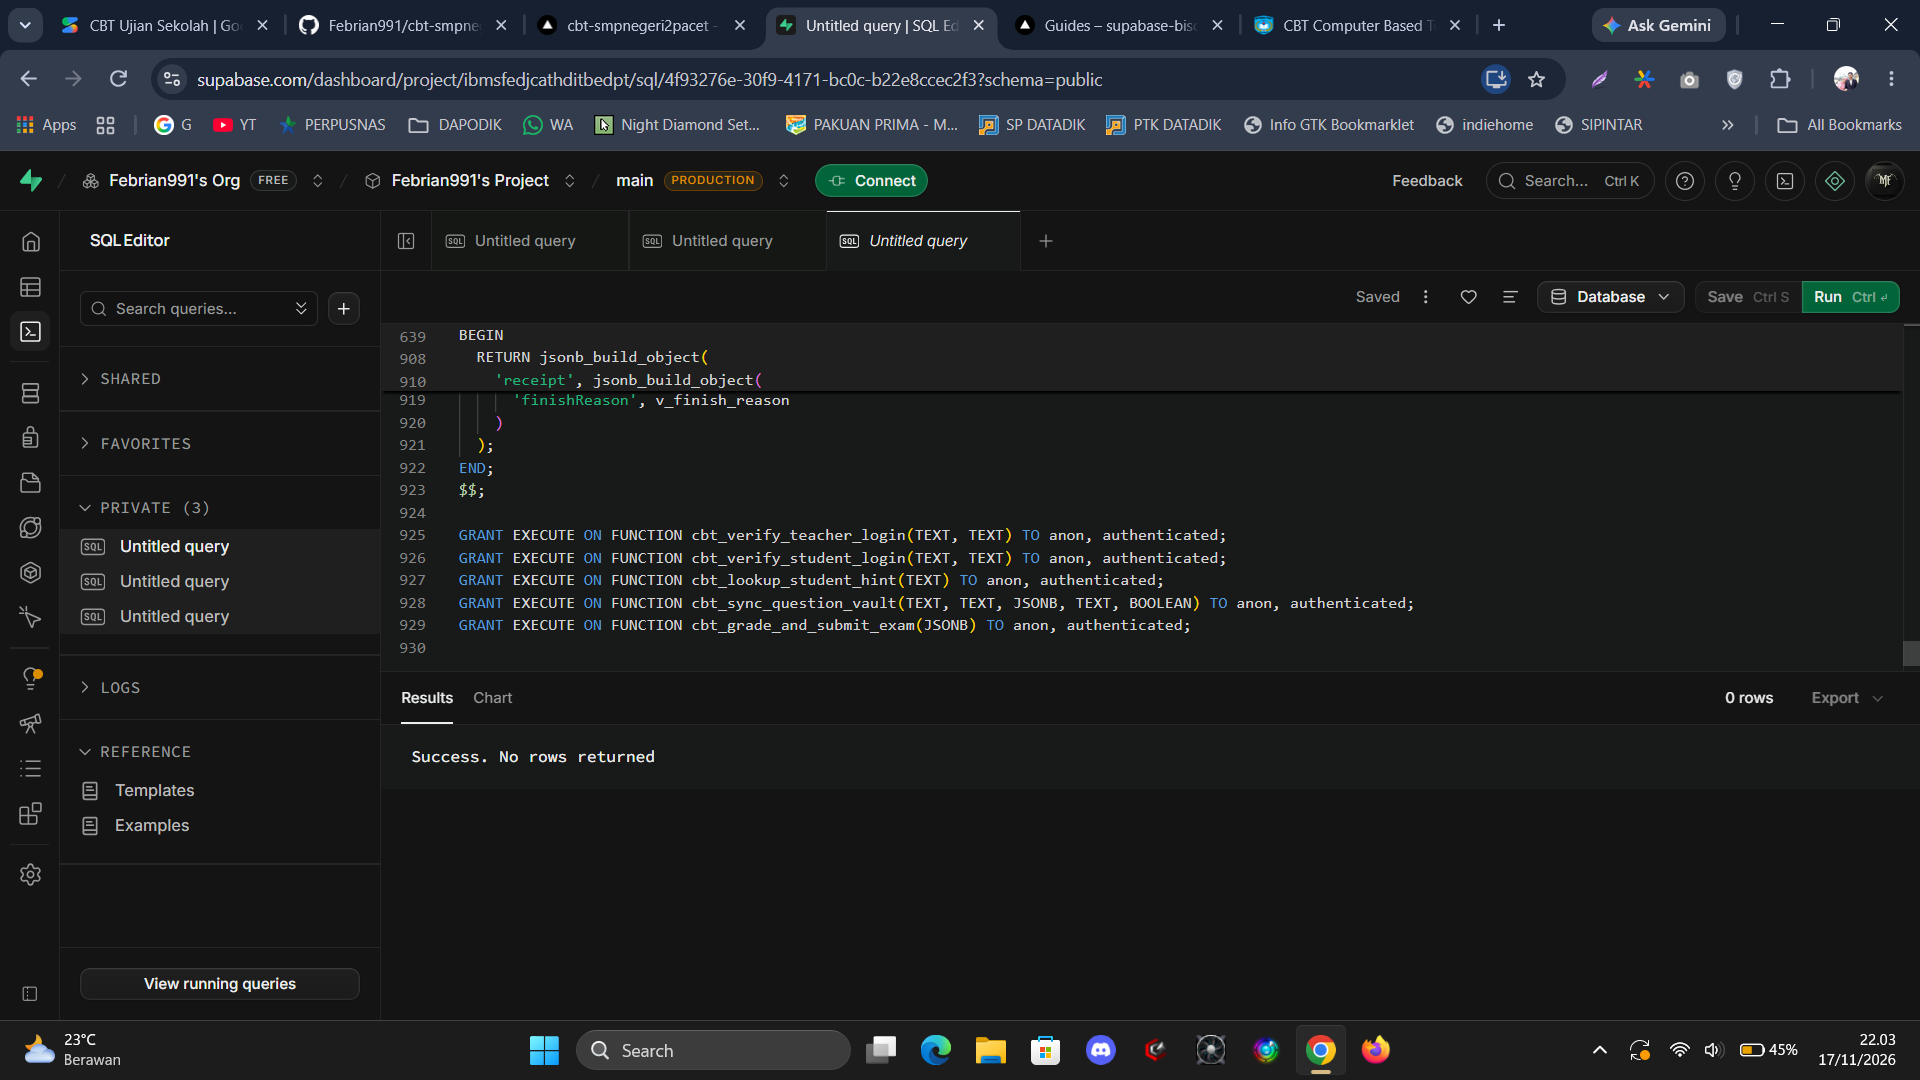 CBT Ujian Sekolah | Go
Febrian991/cbt-smpne
cbt-smpnegeri2pacet -
Untitled query | SQL Ed
Guides – supabase-bisc
CBT Computer Based T
Ask Gemini
supabase.com/dashboard/project/ibmsfedjcathditbedpt/sql/4f93276e-30f9-4171-bc0c-b22e8ccec2f3?schema=public
Apps
G
YT
PERPUSNAS
DAPODIK
WA
Night Diamond Set...
PAKUAN PRIMA - M...
SP DATADIK
PTK DATADIK
Info GTK Bookmarklet
indiehome
SIPINTAR
All Bookmarks
Febrian991's Org FREE
Febrian991's Project
main PRODUCTION
Connect
Feedback
Search... Ctrl K
SQL Editor
SQL Untitled query
SQL Untitled query
SQL Untitled query
Search queries...
Saved
Database
Save Ctrl S
Run Ctrl ↵
SHARED
FAVORITES
PRIVATE (3)
SQL Untitled query
SQL Untitled query
SQL Untitled query
LOGS
REFERENCE
Templates
Examples
View running queries
639 BEGIN
908 RETURN jsonb_build_object(
910 'receipt', jsonb_build_object(
919 'finishReason', v_finish_reason
920 )
921 );
922 END;
923 $$;
924
925 GRANT EXECUTE ON FUNCTION cbt_verify_teacher_login(TEXT, TEXT) TO anon, authenticated;
926 GRANT EXECUTE ON FUNCTION cbt_verify_student_login(TEXT, TEXT) TO anon, authenticated;
927 GRANT EXECUTE ON FUNCTION cbt_lookup_student_hint(TEXT) TO anon, authenticated;
928 GRANT EXECUTE ON FUNCTION cbt_sync_question_vault(TEXT, TEXT, JSONB, TEXT, BOOLEAN) TO anon, authenticated;
929 GRANT EXECUTE ON FUNCTION cbt_grade_and_submit_exam(JSONB) TO anon, authenticated;
930
Results
Chart
0 rows
Export
Success. No rows returned
23°C
Berawan
Search
45%
22.03
17/11/2026